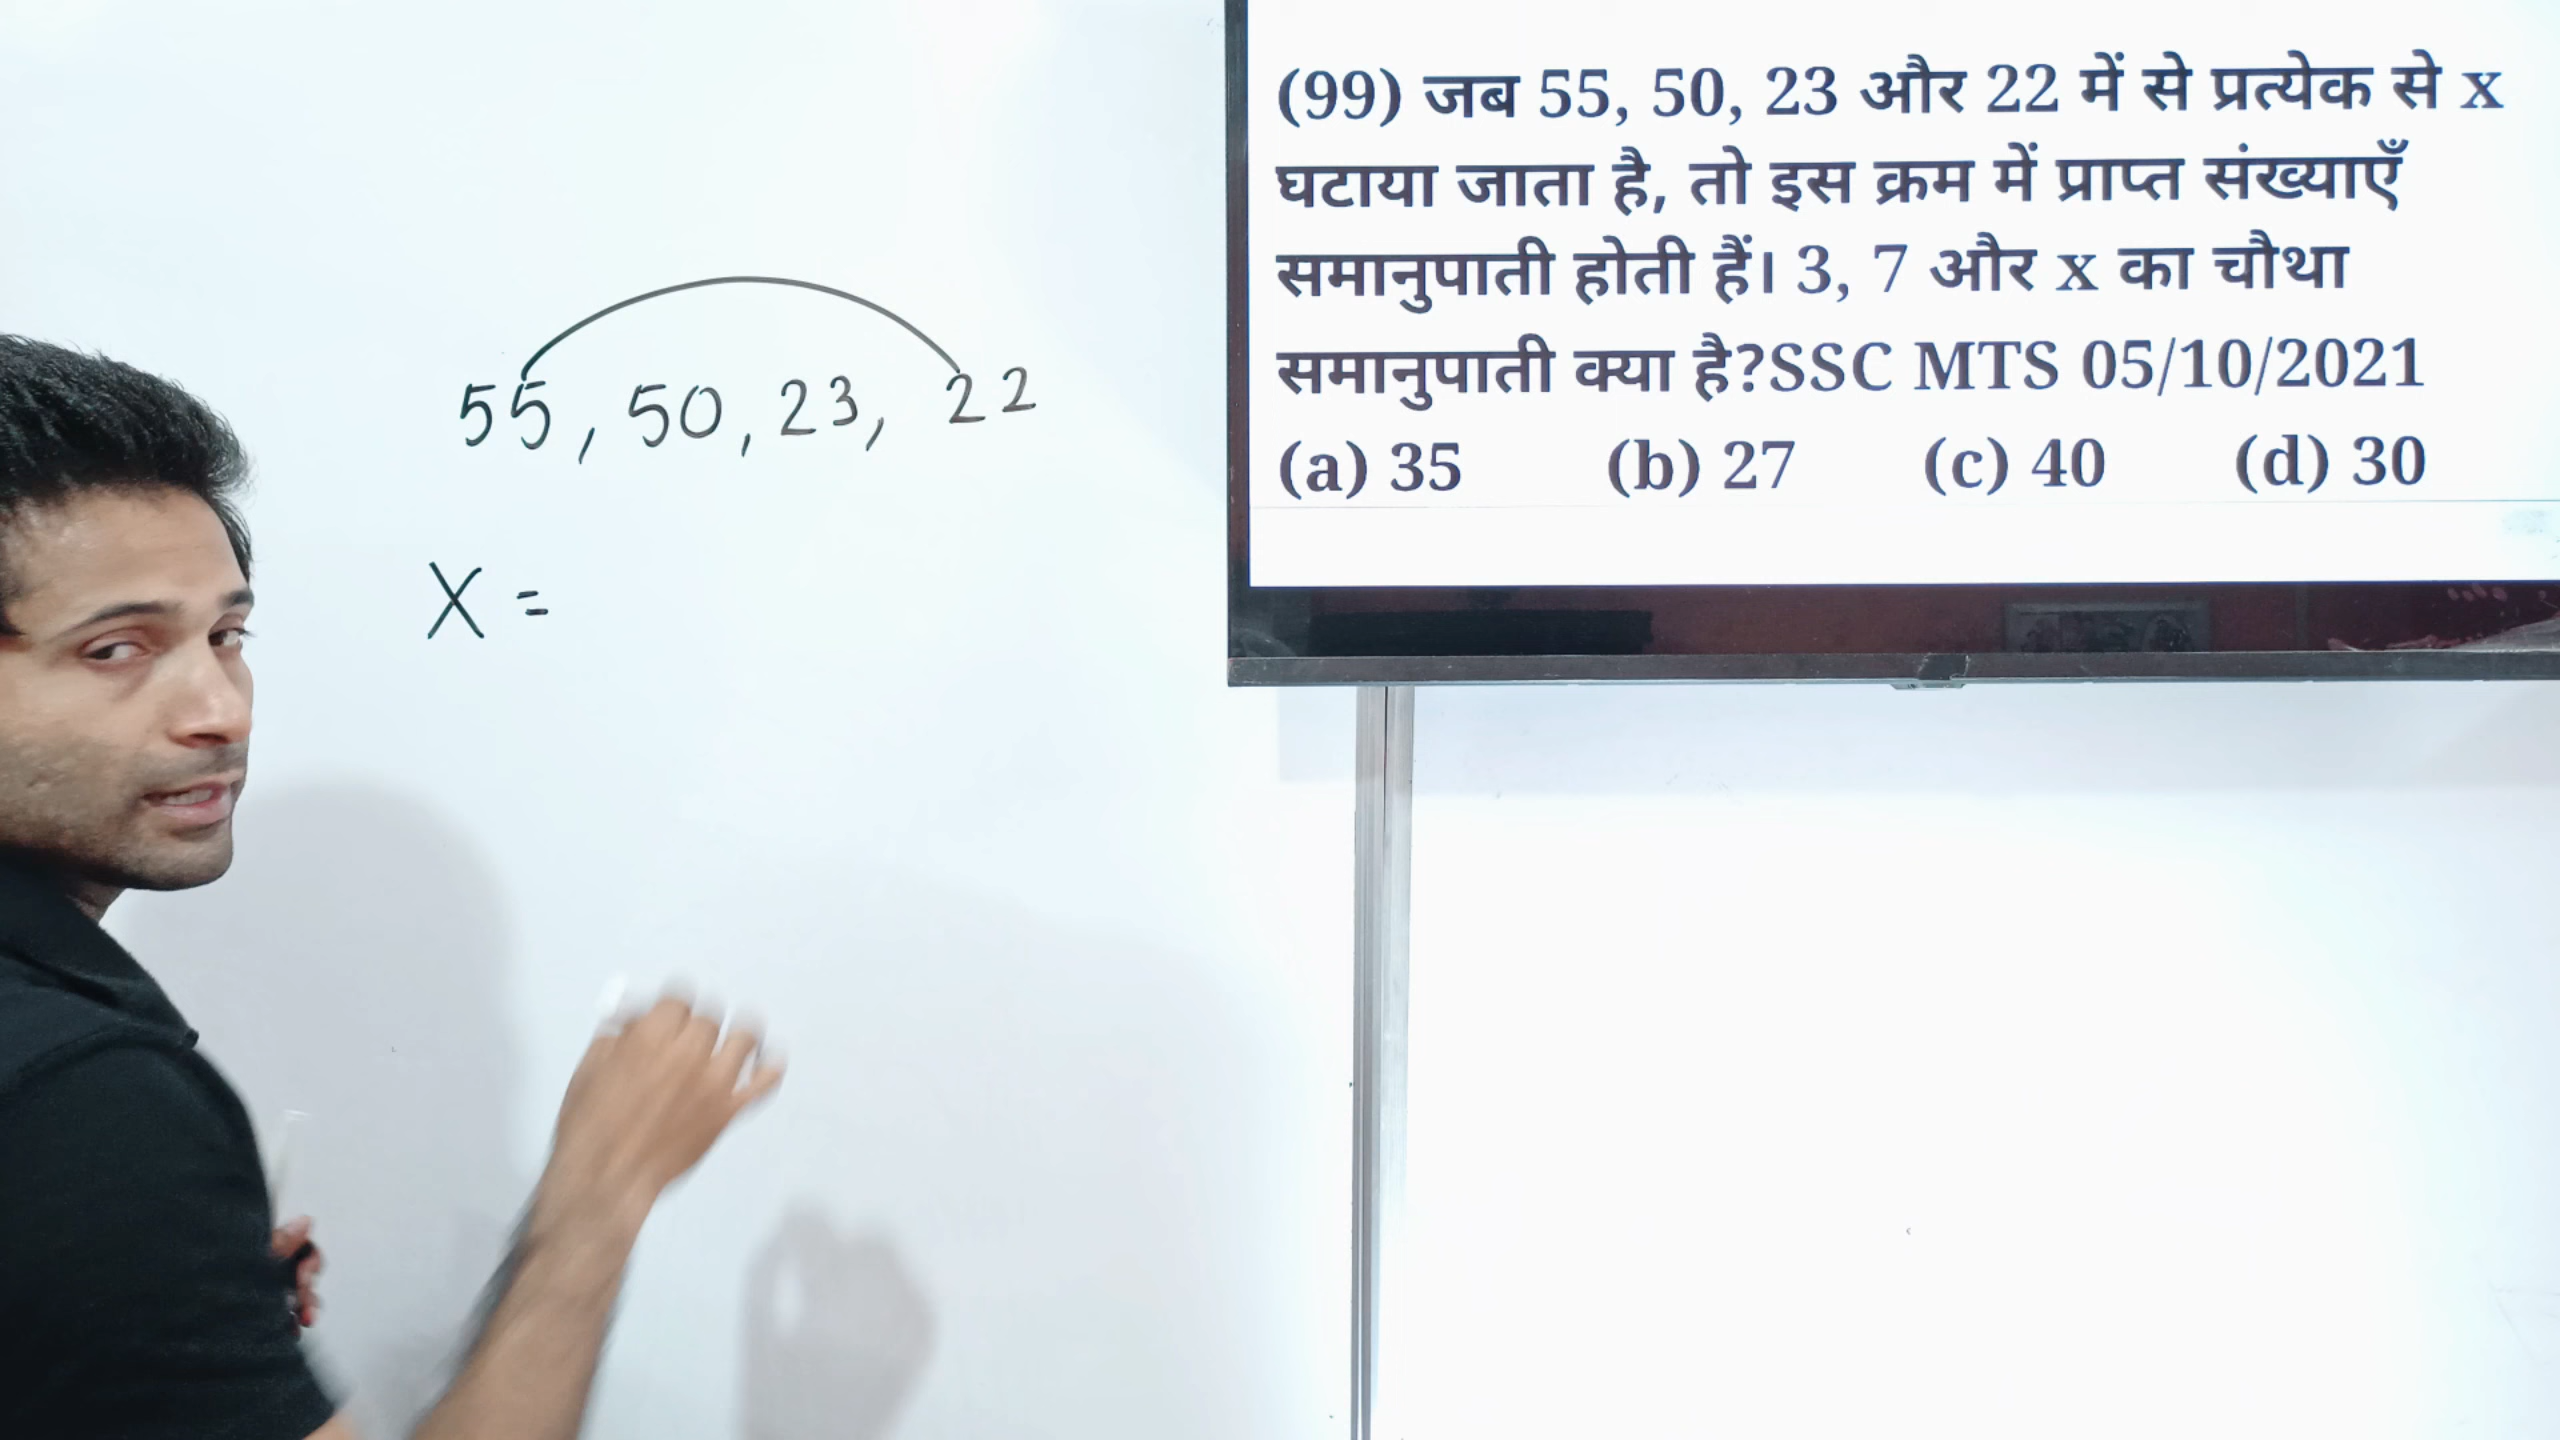 55, 50, 23, 22
X =
(99) जब 55, 50, 23 और 22 में से प्रत्येक से x
घटाया जाता है, तो इस क्रम में प्राप्त संख्याएँ
समानुपाती होती हैं। 3, 7 और x का चौथा
समानुपाती क्या है?SSC MTS 05/10/2021
(a) 35 (b) 27 (c) 40 (d) 30